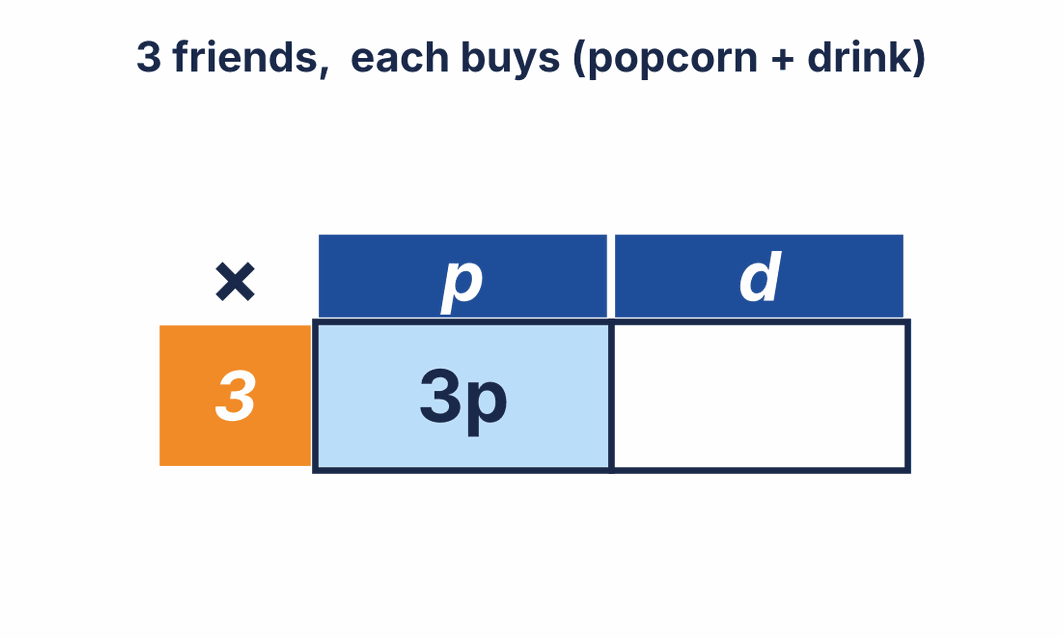 3 friends, each buys (popcorn + drink)
× p d
3 3p